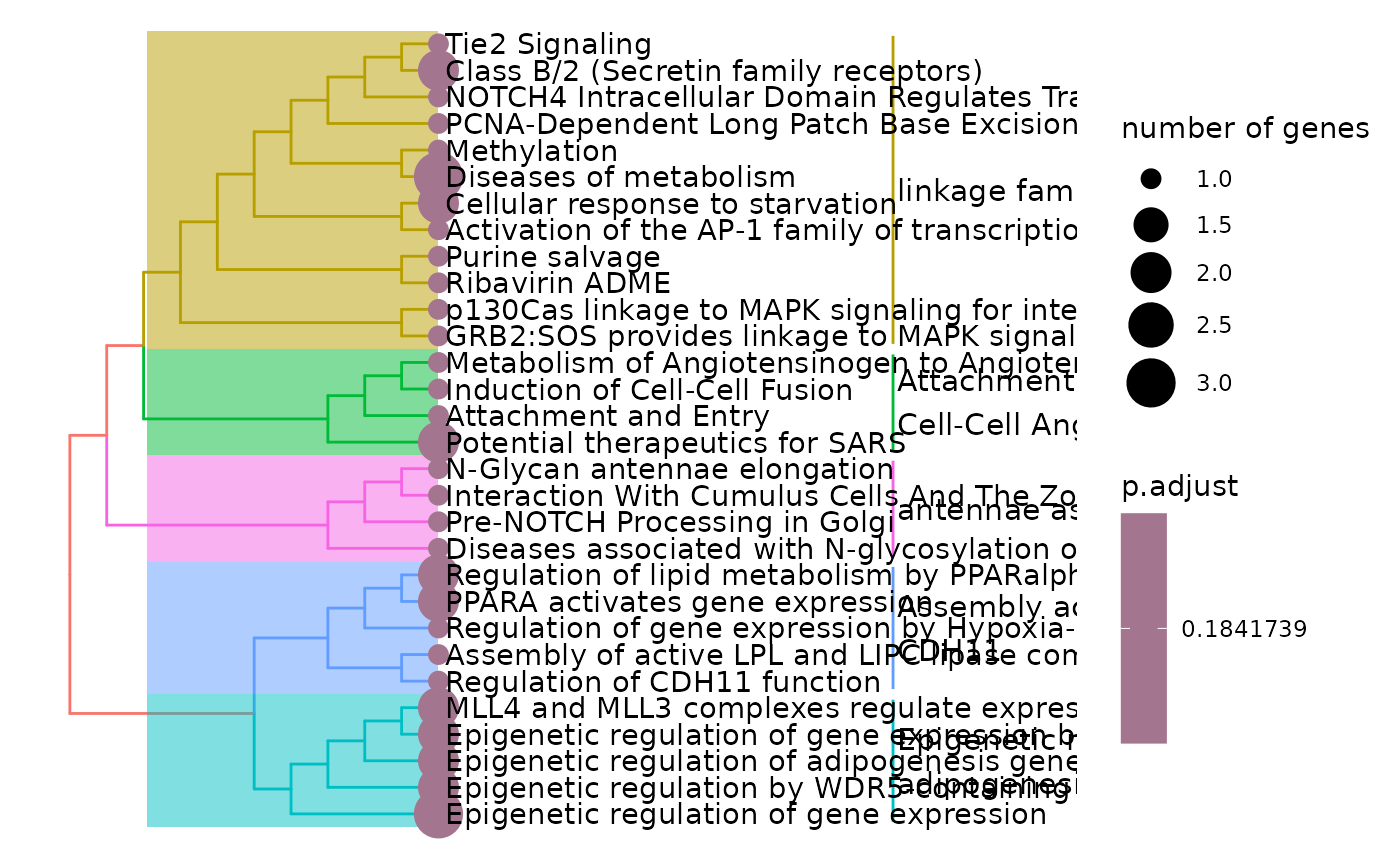 Tie2 Signaling
Class B/2 (Secretin family receptors)
NOTCH4 Intracellular Domain Regulates Tra
PCNA-Dependent Long Patch Base Excision
Methylation
Diseases of metabolism
linkage fam
Cellular response to starvation
Activation of the AP-1 family of transcriptio
Purine salvage
Ribavirin ADME
p130Cas linkage to MAPK signaling for inte
GRB2:SOS provides linkage to MAPK signal
Metabolism of Angiotensinogen to Angioten
Attachment
Induction of Cell-Cell Fusion
Attachment and Entry
Cell-Cell Ang
Potential therapeutics for SARS
N-Glycan antennae elongation
Interaction With Cumulus Cells And The Zo
antennae as
Pre-NOTCH Processing in Golgi
Diseases associated with N-glycosylation o
Regulation of lipid metabolism by PPARalph
PPARA activates gene expression
Assembly ac
Regulation of gene expression by Hypoxia-
CDH11
Assembly of active LPL and LIPC lipase com
Regulation of CDH11 function
MLL4 and MLL3 complexes regulate expres
Epigenetic regulation of gene expression b
Epigenetic r
Epigenetic regulation of adipogenesis gene
adipogenesi
Epigenetic regulation by WDR5-containing
Epigenetic regulation of gene expression
number of genes
1.0
1.5
2.0
2.5
3.0
p.adjust
0.1841739